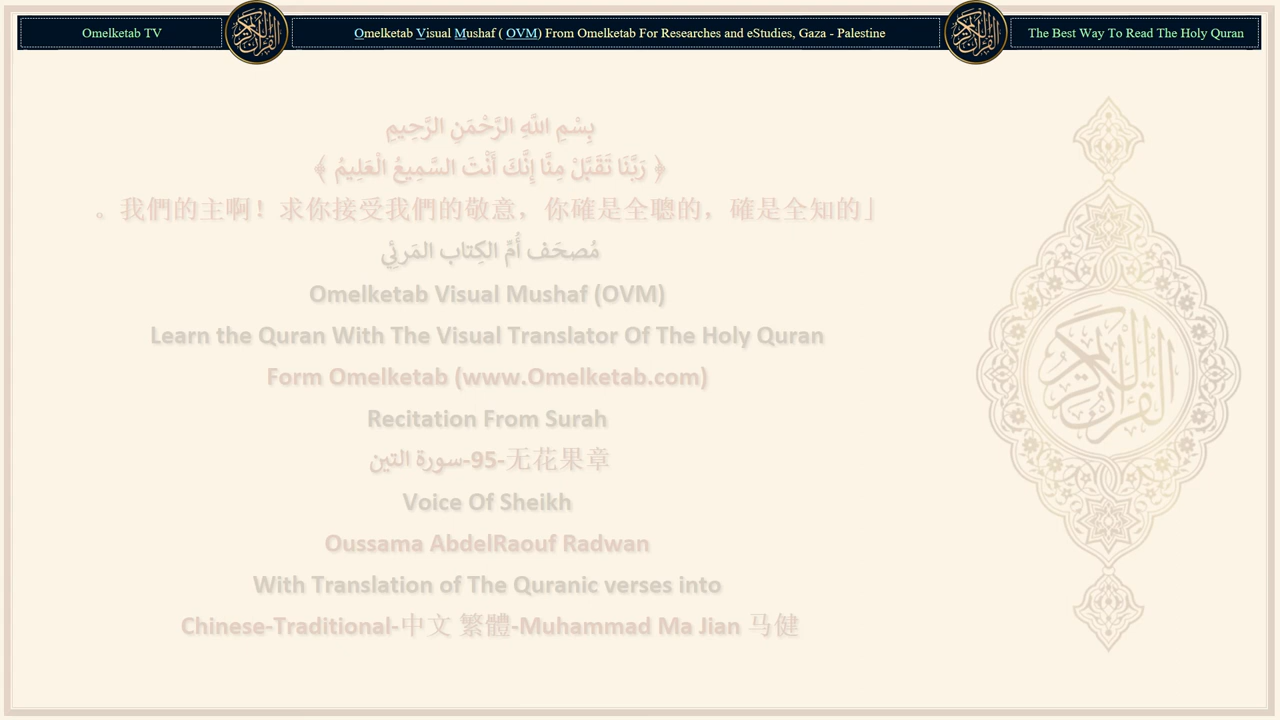 Omelketab TV
Omelketab Visual Mushaf ( OVM) From Omelketab For Researches and eStudies, Gaza - Palestine
The Best Way To Read The Holy Quran
بِسْمِ اللَّهِ الرَّحْمَنِ الرَّحِيمِ
﴿ رَبَّنَا تَقَبَّلْ مِنَّا إِنَّكَ أَنْتَ السَّمِيعُ الْعَلِيمُ ﴾
。我們的主啊！求你接受我們的敬意，你確是全聰的，確是全知的」
مُصحَف أُمِّ الكِتاب المَرئِي
Omelketab Visual Mushaf (OVM)
Learn the Quran With The Visual Translator Of The Holy Quran
Form Omelketab (www.Omelketab.com)
Recitation From Surah
سورة التين-95-无花果章
Voice Of Sheikh
Oussama AbdelRaouf Radwan
With Translation of The Quranic verses into
Chinese-Traditional-中文 繁體-Muhammad Ma Jian 马健